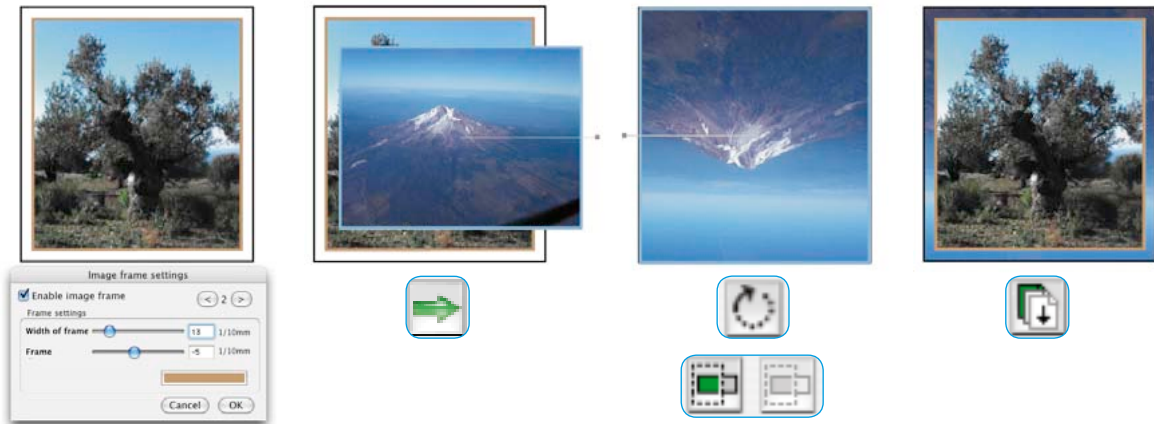 Image frame settings
Enable image frame
< 2 >
Frame settings
Width of frame 13 1/10mm
Frame -5 1/10mm
Cancel OK